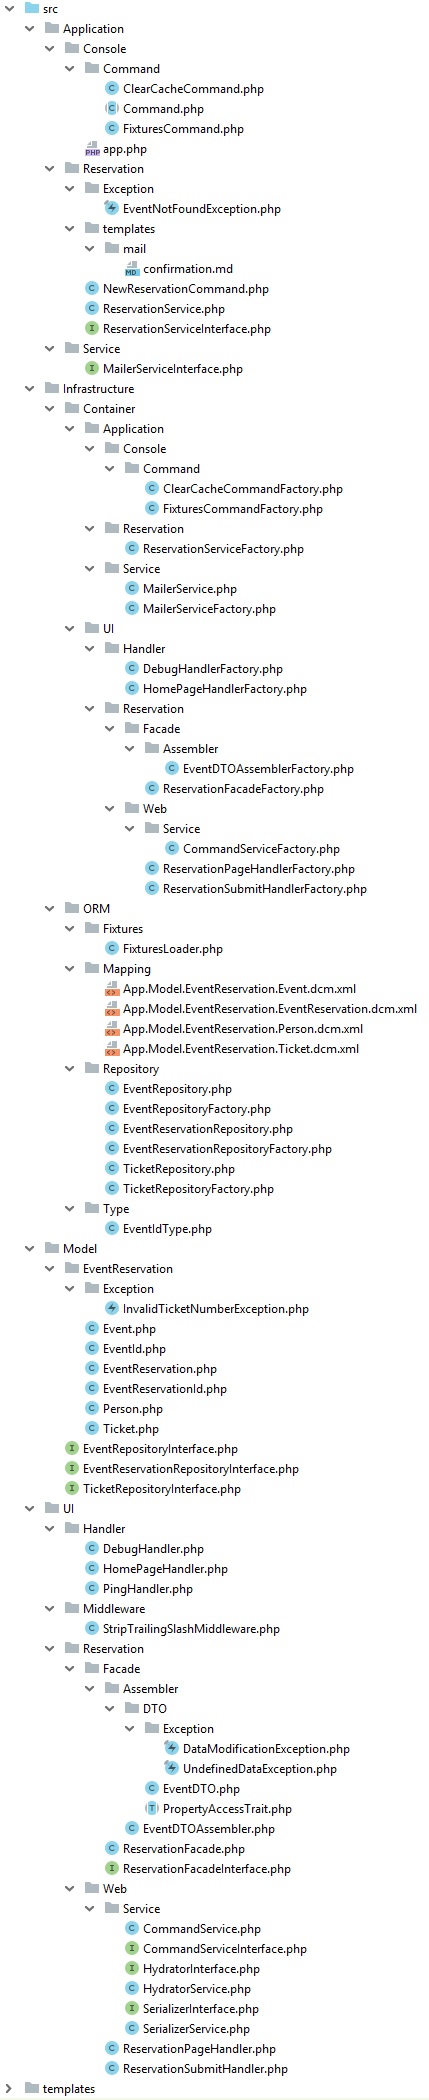 src
Application
Console
Command
ClearCacheCommand.php
Command.php
FixturesCommand.php
app.php
Reservation
Exception
EventNotFoundException.php
templates
mail
confirmation.md
NewReservationCommand.php
ReservationService.php
ReservationServiceInterface.php
Service
MailerServiceInterface.php
Infrastructure
Container
Application
Console
Command
ClearCacheCommandFactory.php
FixturesCommandFactory.php
Reservation
ReservationServiceFactory.php
Service
MailerService.php
MailerServiceFactory.php
UI
Handler
DebugHandlerFactory.php
HomePageHandlerFactory.php
Reservation
Facade
Assembler
EventDTOAssemblerFactory.php
ReservationFacadeFactory.php
Web
Service
CommandServiceFactory.php
ReservationPageHandlerFactory.php
ReservationSubmitHandlerFactory.php
ORM
Fixtures
FixturesLoader.php
Mapping
App.Model.EventReservation.Event.dcm.xml
App.Model.EventReservation.EventReservation.dcm.xml
App.Model.EventReservation.Person.dcm.xml
App.Model.EventReservation.Ticket.dcm.xml
Repository
EventRepository.php
EventRepositoryFactory.php
EventReservationRepository.php
EventReservationRepositoryFactory.php
TicketRepository.php
TicketRepositoryFactory.php
Type
EventIdType.php
Model
EventReservation
Exception
InvalidTicketNumberException.php
Event.php
EventId.php
EventReservation.php
EventReservationId.php
Person.php
Ticket.php
EventRepositoryInterface.php
EventReservationRepositoryInterface.php
TicketRepositoryInterface.php
UI
Handler
DebugHandler.php
HomePageHandler.php
PingHandler.php
Middleware
StripTrailingSlashMiddleware.php
Reservation
Facade
Assembler
DTO
Exception
DataModificationException.php
UndefinedDataException.php
EventDTO.php
PropertyAccessTrait.php
EventDTOAssembler.php
ReservationFacade.php
ReservationFacadeInterface.php
Web
Service
CommandService.php
CommandServiceInterface.php
HydratorInterface.php
HydratorService.php
SerializerInterface.php
SerializerService.php
ReservationPageHandler.php
ReservationSubmitHandler.php
templates